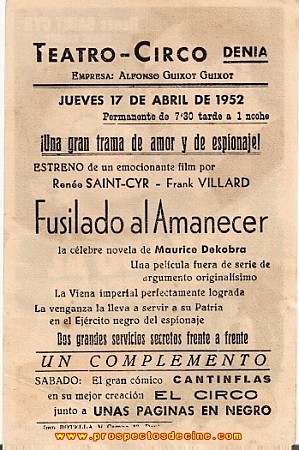 TEATRO-CIRCO DENIA
EMPRESA: ALFONSO GUIXOT GUIXOT
JUEVES 17 DE ABRIL DE 1952
Permanente de 7'30 tarde a 1 noche
¡Una gran trama de amor y de espionaje!
ESTRENO de un emocionante film por
Renée SAINT-CYR - Frank VILLARD
Fusilado al Amanecer
la célebre novela de Maurice Dekobra
Una película fuera de serie de
argumento originalísimo
La Viena imperial perfectamente lograda
La venganza la lleva a servir a su Patria
en el Ejército negro del espionaje
Dos grandes servicios secretos frente a frente
UN COMPLEMENTO
SABADO: El gran cómico CANTINFLAS
en su mejor creación EL CIRCO
junto a UNAS PAGINAS EN NEGRO
BOTELLA
www.prospectosdecine.com